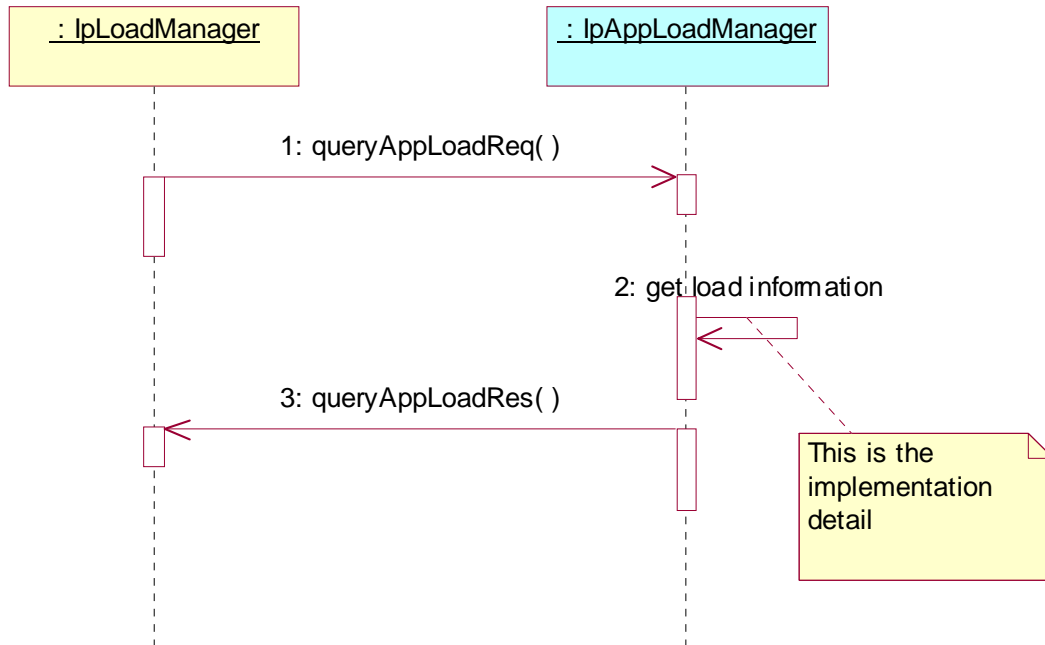 : IpLoadManager
: IpAppLoadManager
1: queryAppLoadReq( )
2: get load information
3: queryAppLoadRes( )
This is the
implementation
detail